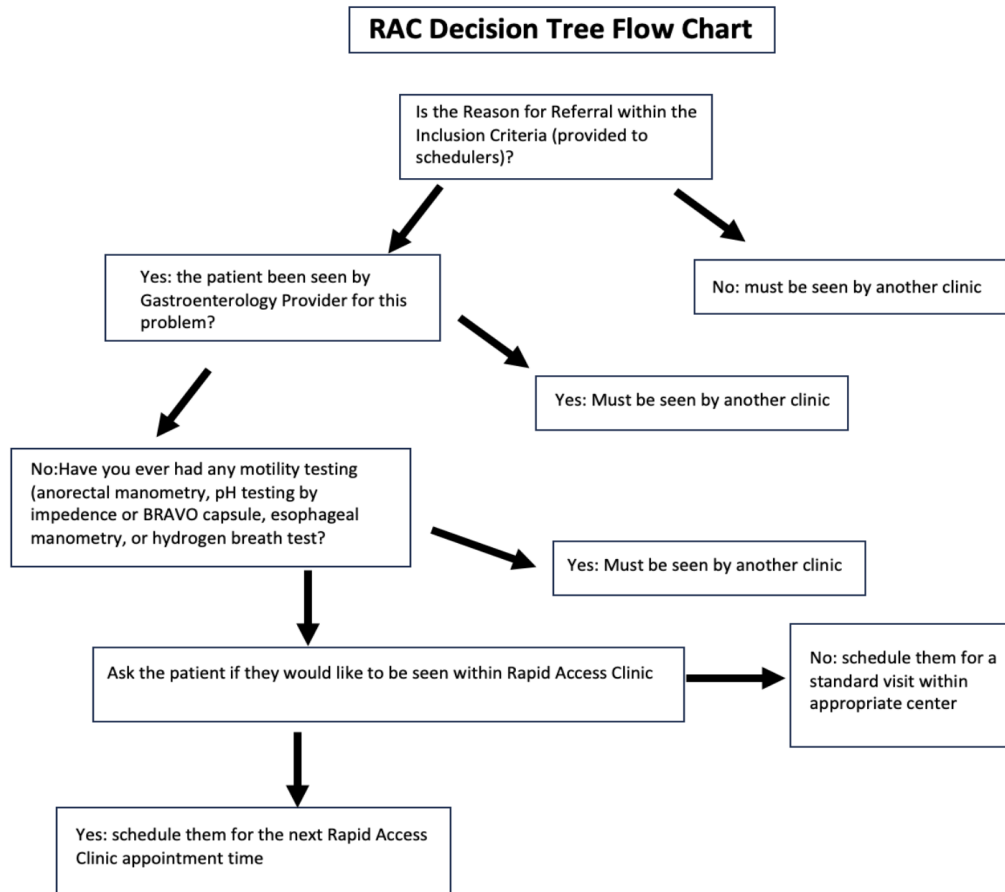 RAC Decision Tree Flow Chart
Is the Reason for Referral within the
Inclusion Criteria (provided to
schedulers)?
Yes: the patient been seen by
Gastroenterology Provider for this
problem?
No: must be seen by another clinic
Yes: Must be seen by another clinic
No:Have you ever had any motility testing
(anorectal manometry, pH testing by
impedence or BRAVO capsule, esophageal
manometry, or hydrogen breath test?
Yes: Must be seen by another clinic
Ask the patient if they would like to be seen within Rapid Access Clinic
No: schedule them for a
standard visit within
appropriate center
Yes: schedule them for the next Rapid Access
Clinic appointment time